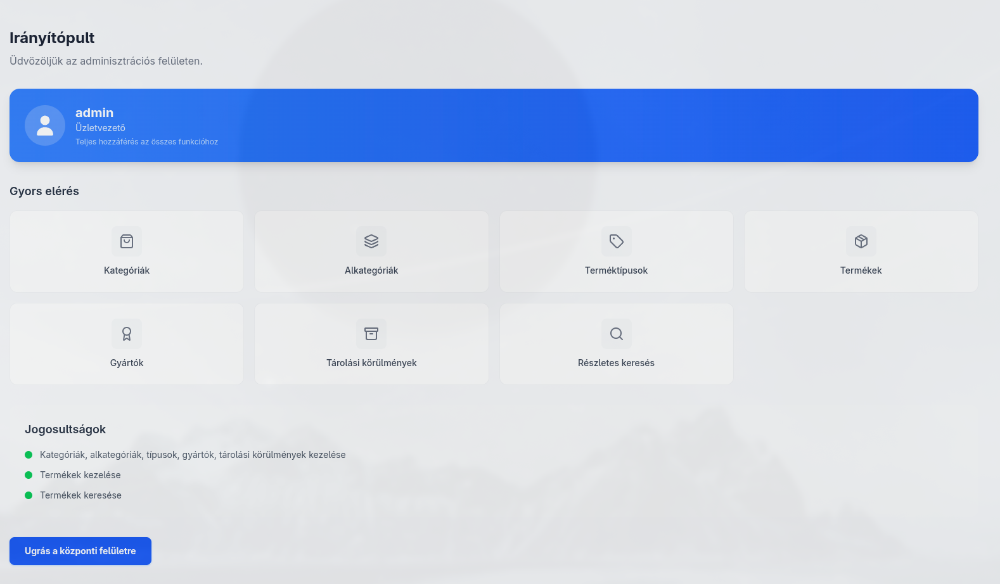 Irányítópult
Üdvözöljük az adminisztrációs felületen.
admin
Üzletvezető
Teljes hozzáférés az összes funkcióhoz
Gyors elérés
Kategóriák
Alkategóriák
Terméktípusok
Termékek
Gyártók
Tárolási körülmények
Részletes keresés
Jogosultságok
Kategóriák, alkategóriák, típusok, gyártók, tárolási körülmények kezelése
Termékek kezelése
Termékek keresése
Ugrás a központi felületre